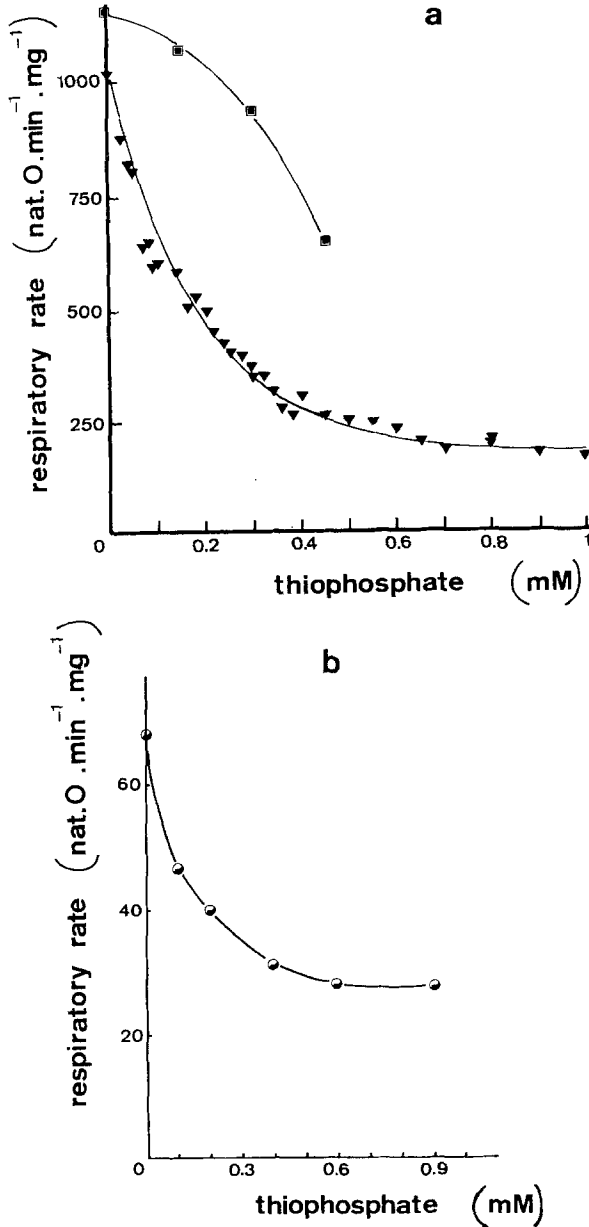 a
respiratory rate (nat.O.min⁻¹.mg⁻¹)
1000
750
500
250
0
0.2
0.4
0.6
0.8
1
thiophosphate (mM)
b
respiratory rate (nat.O.min⁻¹.mg⁻¹)
60
40
20
0
0.3
0.6
0.9
thiophosphate (mM)